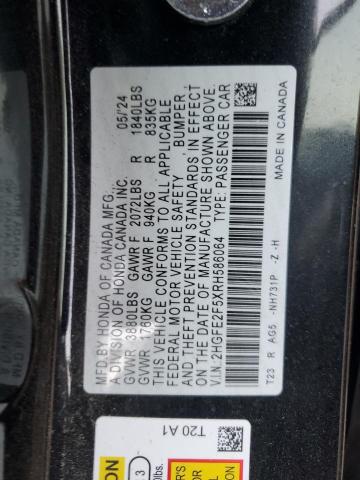 MFD. BY HONDA OF CANADA MFG., 05/24
A DIVISION OF HONDA CANADA INC.
GVWR 3880LBS GAWR F 2072LBS R 1840LBS
GVWR 1760KG GAWR F 940KG R 835KG
THIS VEHICLE CONFORMS TO ALL APPLICABLE
FEDERAL MOTOR VEHICLE SAFETY, BUMPER,
AND THEFT PREVENTION STANDARDS IN EFFECT
ON THE DATE OF MANUFACTURE SHOWN ABOVE.
V.I.N.: 2HGFE2F5XRH586064 TYPE: PASSENGER CAR
T23 R AG5 -NH731P -Z -H MADE IN CANADA
T20 A1